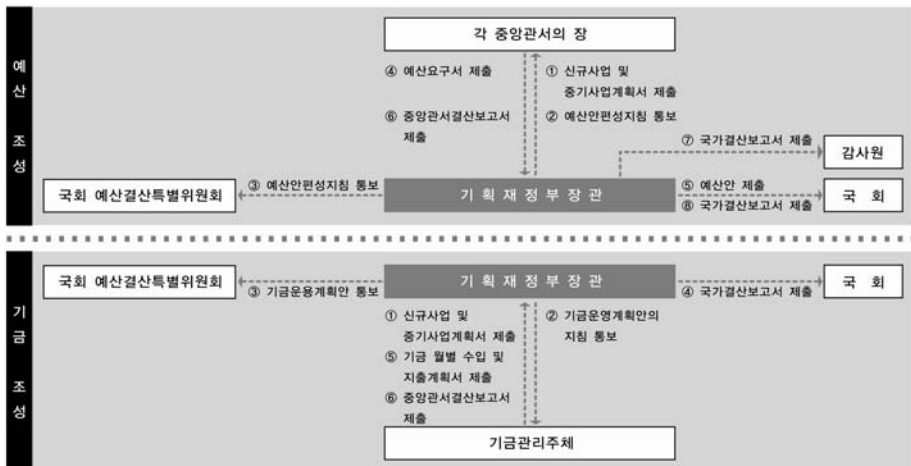 예산 조성
각 중앙관서의 장
④ 예산요구서 제출
① 신규사업 및
중기사업계획서 제출
⑥ 중앙관서결산보고서
제출
② 예산안편성지침 통보
⑦ 국가결산보고서 제출
감사원
국회 예산결산특별위원회
③ 예산안편성지침 통보
기획재정부장관
⑤ 예산안 제출
⑧ 국가결산보고서 제출
국 회
기금 조성
국회 예산결산특별위원회
③ 기금운용계획안 통보
기획재정부장관
④ 국가결산보고서 제출
국 회
① 신규사업 및
중기사업계획서 제출
② 기금운영계획안의
지침 통보
⑤ 기금 월별 수입 및
지출계획서 제출
⑥ 중앙관서결산보고서
제출
기금관리주체